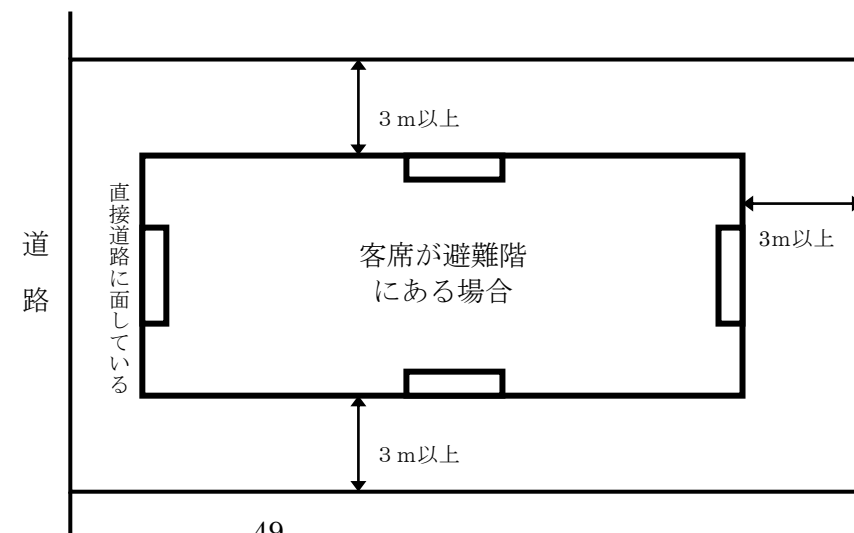 ３ｍ以上
直接道路に面している
道路
客席が避難階
にある場合
3m以上
３ｍ以上
49